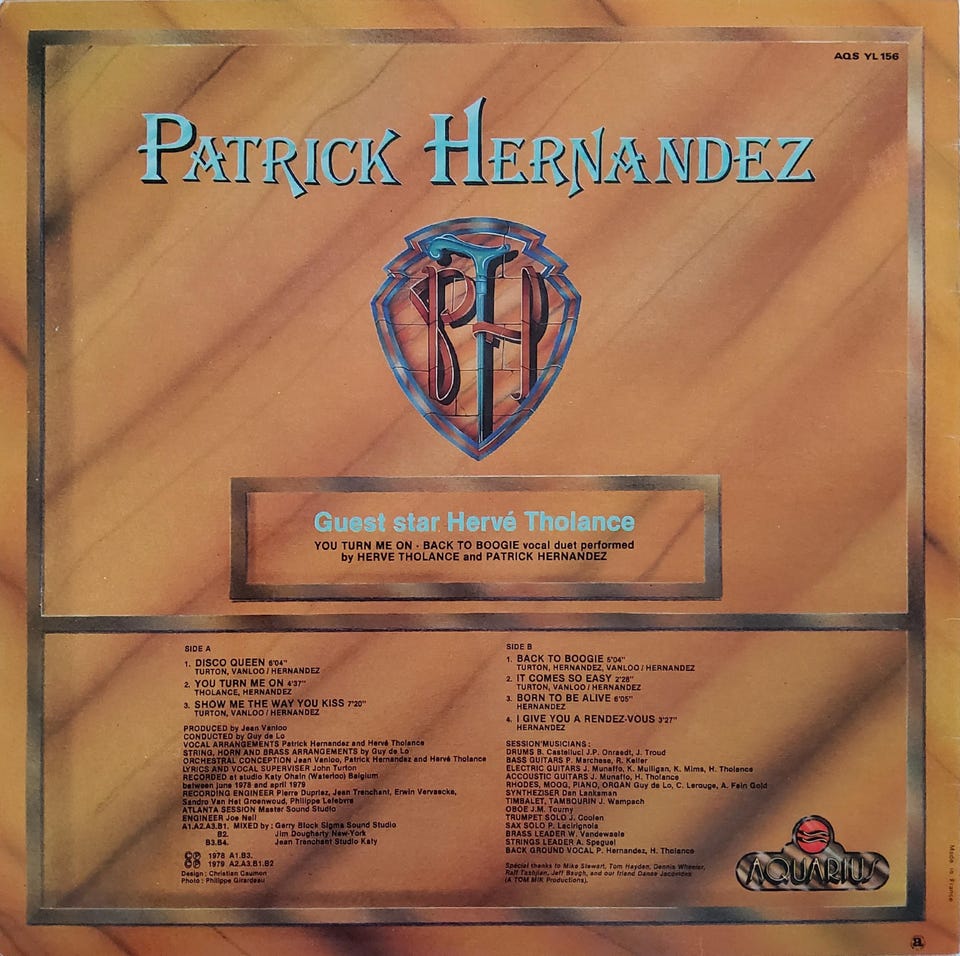 AQS YL 156
PATRICK HERNANDEZ
PH
Guest star Hervé Tholance
YOU TURN ME ON - BACK TO BOOGIE vocal duet performed
by HERVE THOLANCE and PATRICK HERNANDEZ
SIDE A
1. DISCO QUEEN 6'04"
TURTON, VANLOO / HERNANDEZ
2. YOU TURN ME ON 4'37"
THOLANCE, HERNANDEZ
3. SHOW ME THE WAY YOU KISS 7'20"
TURTON, VANLOO / HERNANDEZ
PRODUCED by Jean Vanloo
CONDUCTED by Guy de Lo
VOCAL ARRANGEMENTS Patrick Hernandez and Hervé Tholance
STRING, HORN AND BRASS ARRANGEMENTS by Guy de Lo
ORCHESTRAL CONCEPTION Jean Vanloo, Patrick Hernandez and Hervé Tholance
LYRICS AND VOCAL SUPERVISER John Turton
RECORDED at studio Katy Ohain (Waterloo) Belgium
between june 1978 and april 1979
RECORDING ENGINEER Pierre Dupriez, Jean Trenchant, Erwin Vervaecke,
Sandro Van Het Groenwoud, Philippe Lefebvre
ATLANTA SESSION Master Sound Studio
ENGINEER Joe Neil
A1.A2.A3.B1. MIXED by : Gerry Block Sigma Sound Studio
B2. Jim Dougherty New-York
B3.B4. Jean Trenchant Studio Katy
℗ © 1978 A1.B3.
℗ © 1979 A2.A3.B1.B2
Design : Christian Caumon
Photo : Philippe Girardeau
SIDE B
1. BACK TO BOOGIE 5'04"
TURTON, HERNANDEZ, VANLOO / HERNANDEZ
2. IT COMES SO EASY 2'28"
TURTON, VANLOO / HERNANDEZ
3. BORN TO BE ALIVE 6'05"
HERNANDEZ
4. I GIVE YOU A RENDEZ-VOUS 3'27"
HERNANDEZ
SESSION'MUSICIANS :
DRUMS B. Castelluci J.P. Onraedt, J. Troud
BASS GUITARS P. Marchese, R. Keller
ELECTRIC GUITARS J. Munaffo, K. Mulligan, K. Mims, H. Tholance
ACCOUSTIC GUITARS J. Munaffo, H. Tholance
RHODES, MOOG, PIANO, ORGAN Guy de Lo, C. Lerouge, A. Fein Gold
SYNTHEZISER Dan Lanksman
TIMBALET, TAMBOURIN J. Wampach
OBOE J.M. Tourny
TRUMPET SOLO J. Coolen
SAX SOLO P. Lacirignola
BRASS LEADER W. Vandewaele
STRINGS LEADER A. Speguel
BACK GROUND VOCAL P. Hernandez, H. Tholance
Special thanks to Mike Stewart, Tom Hayden, Dennis Wheeler,
Ralf Tashjian, Jeff Baugh, and our friend Danse Jacovides
(A TOM MIK Productions).
AQUARIUS
Made in France
a